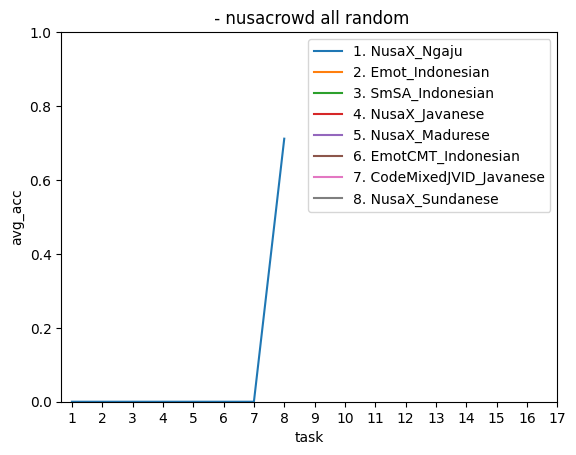 - nusacrowd all random
1.0
0.8
0.6
0.4
0.2
0.0
avg_acc
1. NusaX_Ngaju
2. Emot_Indonesian
3. SmSA_Indonesian
4. NusaX_Javanese
5. NusaX_Madurese
6. EmotCMT_Indonesian
7. CodeMixedJVID_Javanese
8. NusaX_Sundanese
1 2 3 4 5 6 7 8 9 10 11 12 13 14 15 16 17
task